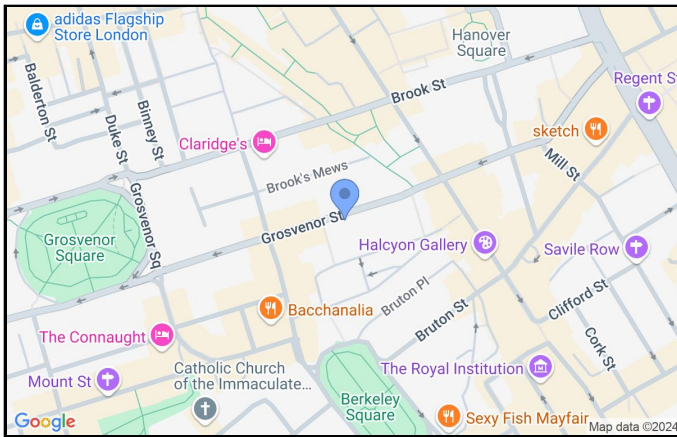 adidas Flagship
Store London
Hanover
Square
Balderton St
Duke St
Binney St
Brook St
Regent St
Claridge's
sketch
Mill St
Brook's Mews
Grosvenor Sq
Grosvenor St
Grosvenor
Square
Halcyon Gallery
Savile Row
Bruton Pl
Clifford St
Bacchanalia
Bruton St
Cork St
The Connaught
Catholic Church
of the Immaculate...
The Royal Institution
Mount St
Berkeley
Square
Sexy Fish Mayfair
Google
Map data ©2024